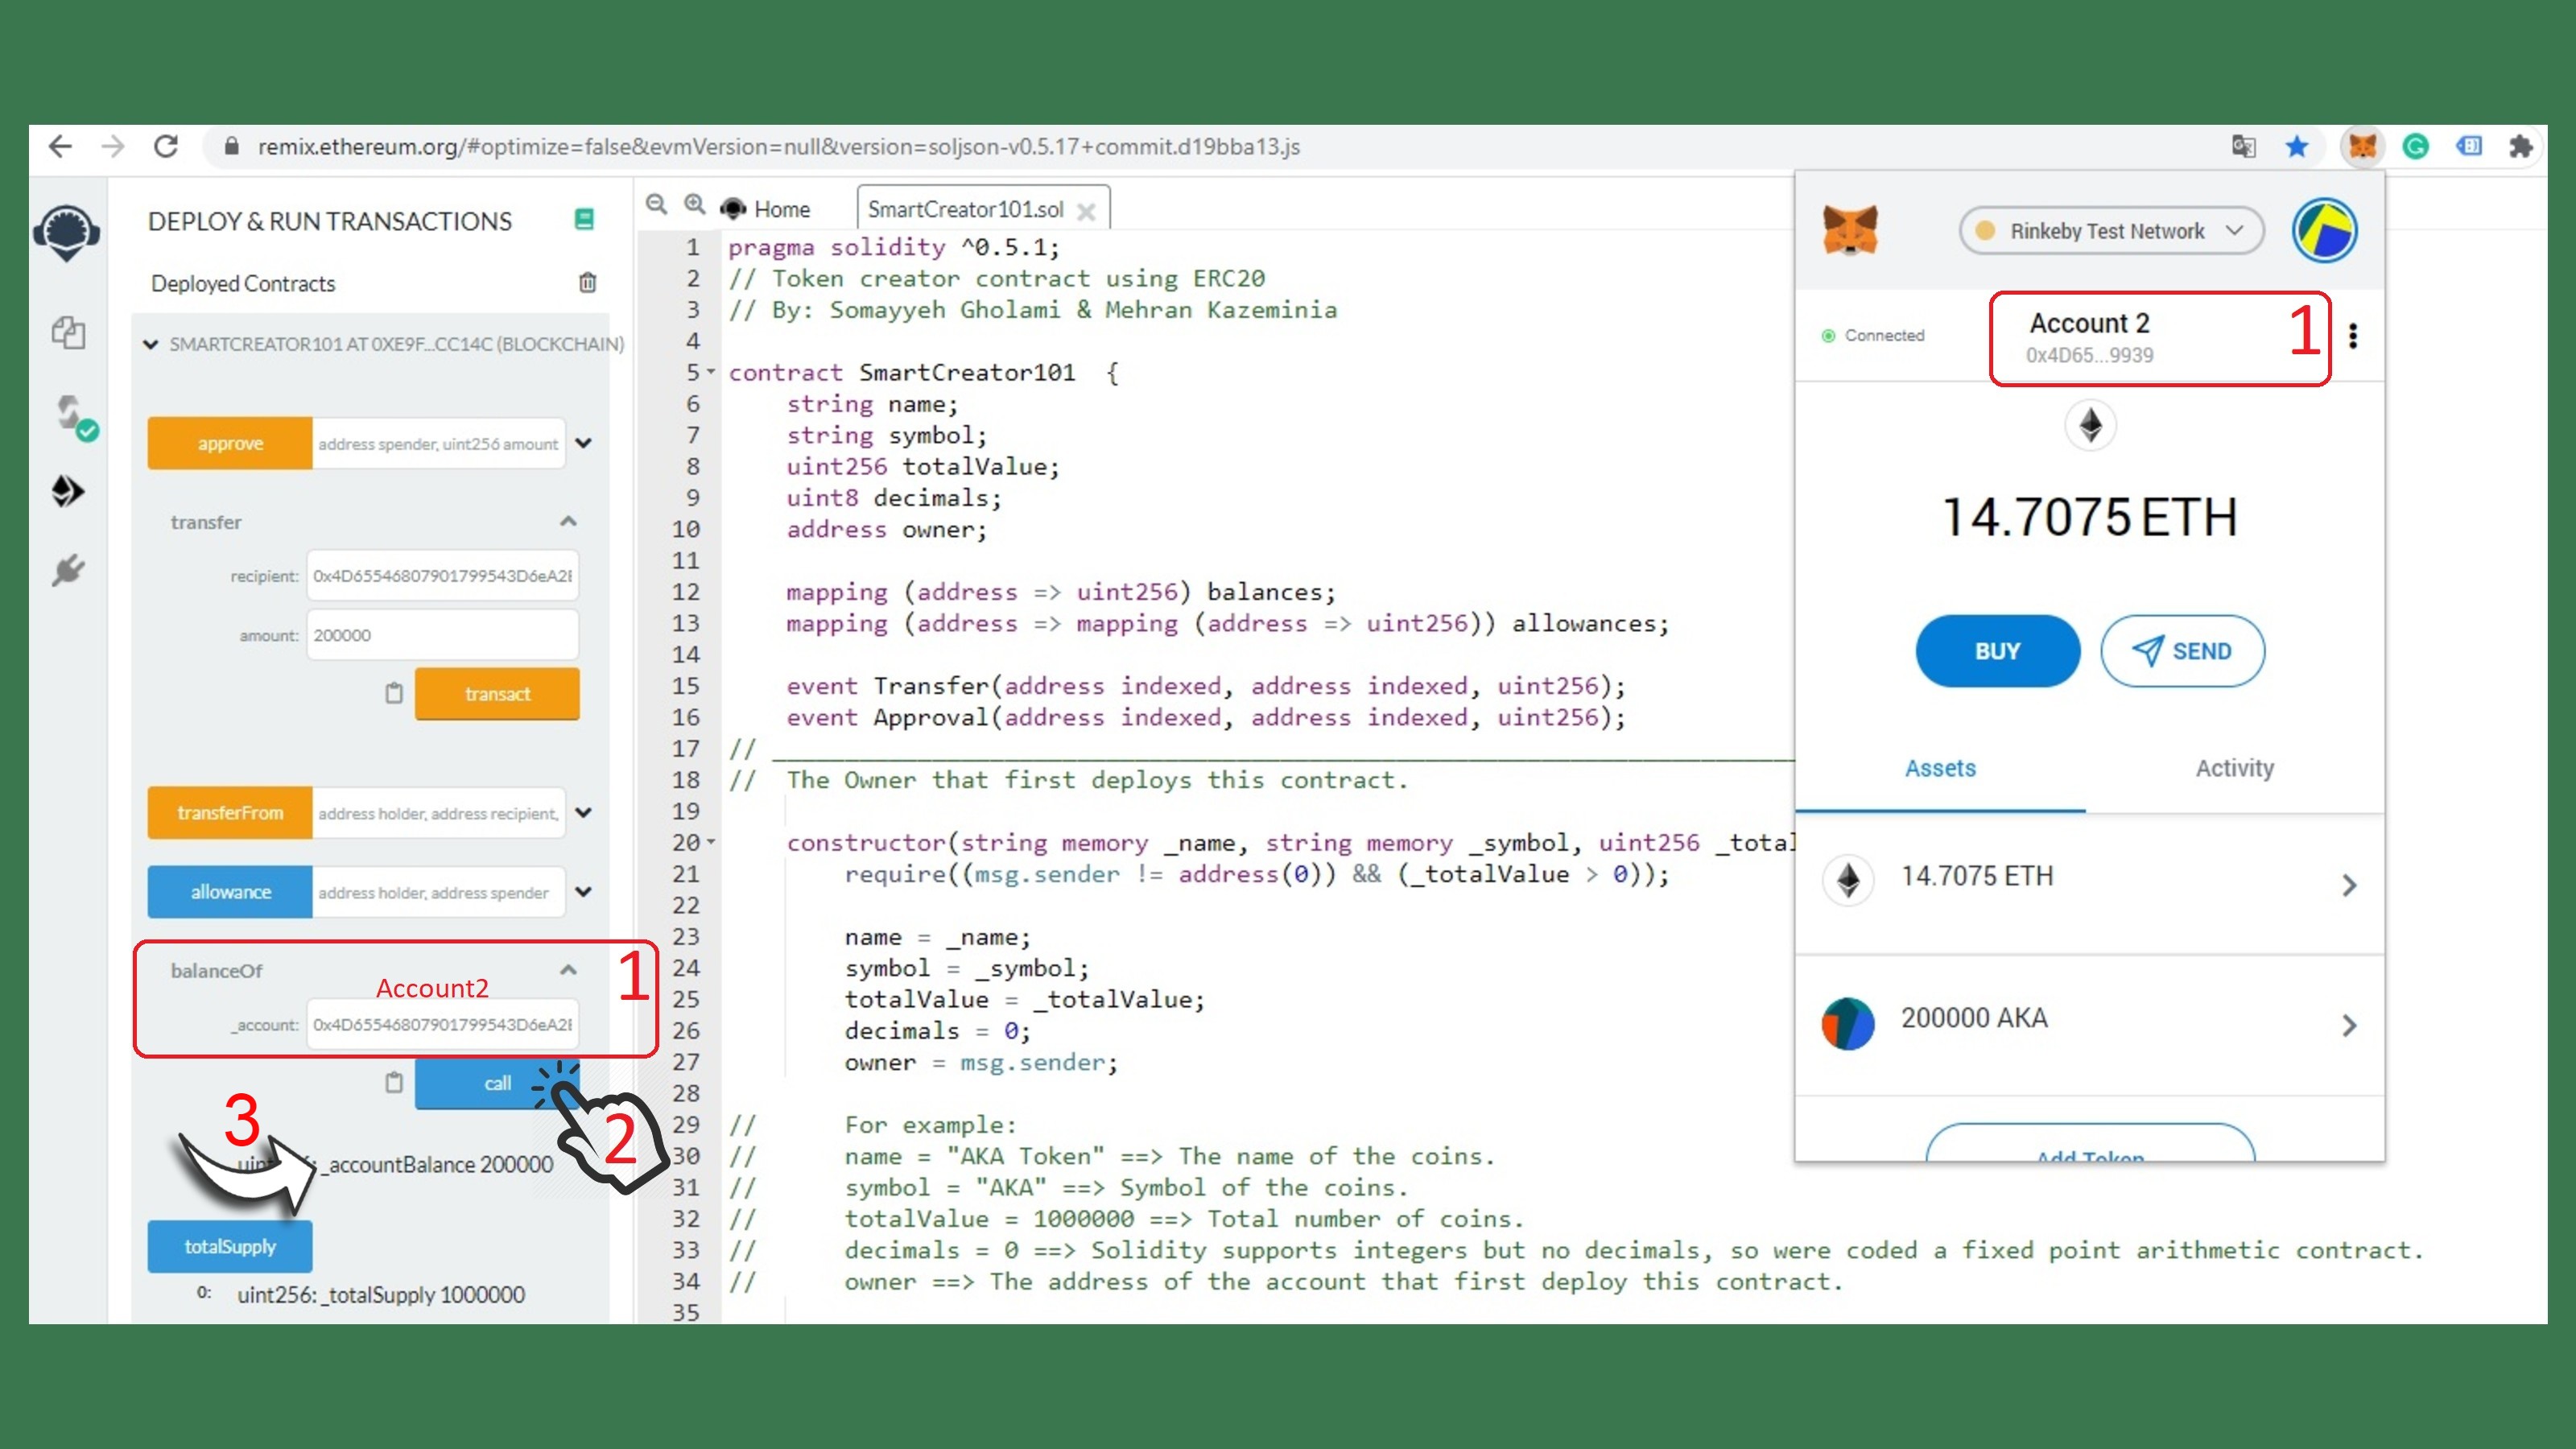 remix.ethereum.org/#optimize=false&evmVersion=null&version=soljson-v0.5.17+commit.d19bba13.js
DEPLOY & RUN TRANSACTIONS
Deployed Contracts
SMARTCREATOR101 AT 0XE9F...CC14C (BLOCKCHAIN)
approve address spender, uint256 amount
transfer
recipient: 0x4D65546807901799543D6eA2
amount: 200000
transact
transferFrom address holder, address recipient,
allowance address holder, address spender
balanceOf
Account2
1
_account: 0x4D65546807901799543D6eA2
call
2
3
_accountBalance 200000
totalSupply
0: uint256: _totalSupply 1000000
Home
SmartCreator101.sol
1 pragma solidity ^0.5.1;
2 // Token creator contract using ERC20
3 // By: Somayyeh Gholami & Mehran Kazeminia
4
5 contract SmartCreator101 {
6 string name;
7 string symbol;
8 uint256 totalValue;
9 uint8 decimals;
10 address owner;
11
12 mapping (address => uint256) balances;
13 mapping (address => mapping (address => uint256)) allowances;
14
15 event Transfer(address indexed, address indexed, uint256);
16 event Approval(address indexed, address indexed, uint256);
17 // ______________________________
18 // The Owner that first deploys this contract.
19
20 constructor(string memory _name, string memory _symbol, uint256 _total
21 require((msg.sender != address(0)) && (_totalValue > 0));
22
23 name = _name;
24 symbol = _symbol;
25 totalValue = _totalValue;
26 decimals = 0;
27 owner = msg.sender;
28
29 // For example:
30 // name = "AKA Token" ==> The name of the coins.
31 // symbol = "AKA" ==> Symbol of the coins.
32 // totalValue = 1000000 ==> Total number of coins.
33 // decimals = 0 ==> Solidity supports integers but no decimals, so were coded a fixed point arithmetic contract.
34 // owner ==> The address of the account that first deploy this contract.
35
Rinkeby Test Network
Connected
Account 2
0x4D65...9939
1
14.7075 ETH
BUY
SEND
Assets
Activity
14.7075 ETH
200000 AKA
Add Token